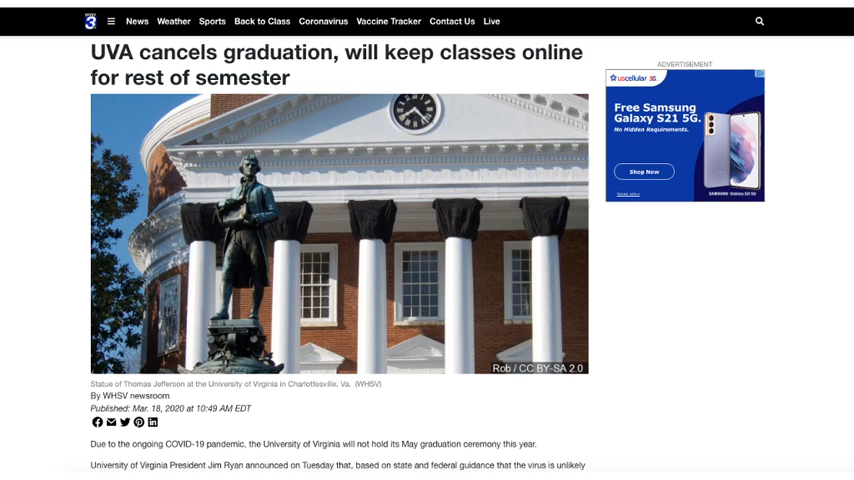 3
News Weather Sports Back to Class Coronavirus Vaccine Tracker Contact Us Live
UVA cancels graduation, will keep classes online
for rest of semester
Rob / CC BY-SA 2.0
Statue of Thomas Jefferson at the University of Virginia in Charlottesville, Va. (WHSV)
By WHSV newsroom
Published: Mar. 18, 2020 at 10:49 AM EDT
Due to the ongoing COVID-19 pandemic, the University of Virginia will not hold its May graduation ceremony this year.
University of Virginia President Jim Ryan announced on Tuesday that, based on state and federal guidance that the virus is unlikely
ADVERTISEMENT
uscellular 5G
Free Samsung
Galaxy S21 5G.
No Hidden Requirements.
Shop Now
SAMSUNG Galaxy S21 5G